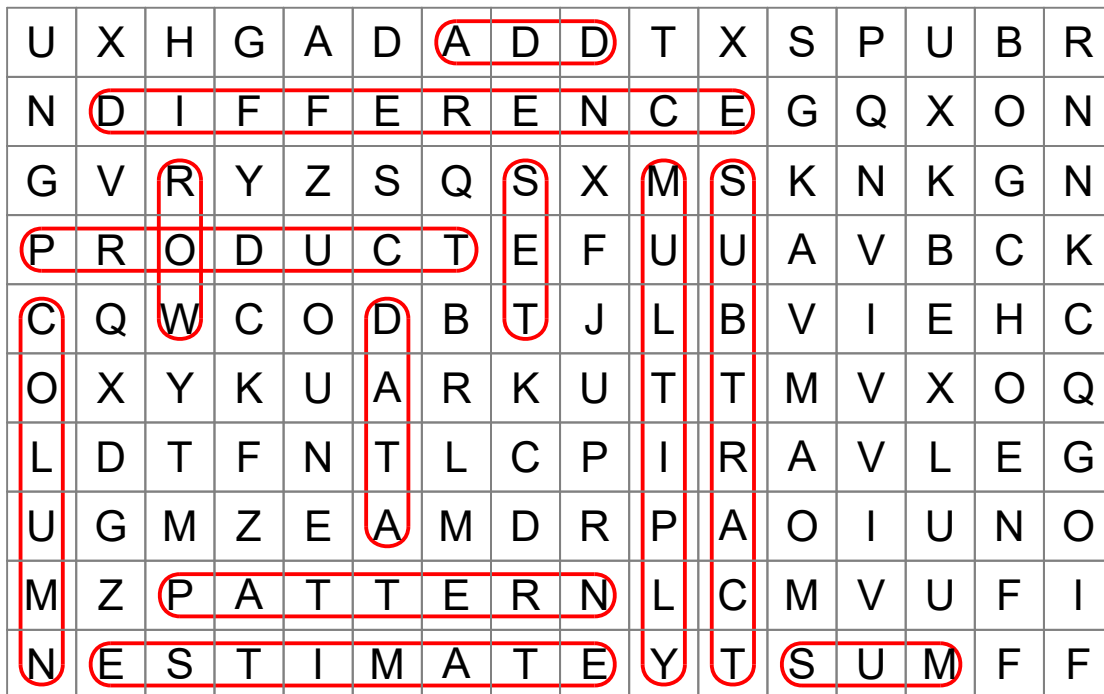 U X H G A D A D D T X S P U B R
N D I F F E R E N C E G Q X O N
G V R Y Z S Q S X M S K N K G N
P R O D U C T E F U U A V B C K
C Q W C O D B T J L B V I E H C
O X Y K U A R K U T T M V X O Q
L D T F N T L C P I R A V L E G
U G M Z E A M D R P A O I U N O
M Z P A T T E R N L C M V U F I
N E S T I M A T E Y T S U M F F